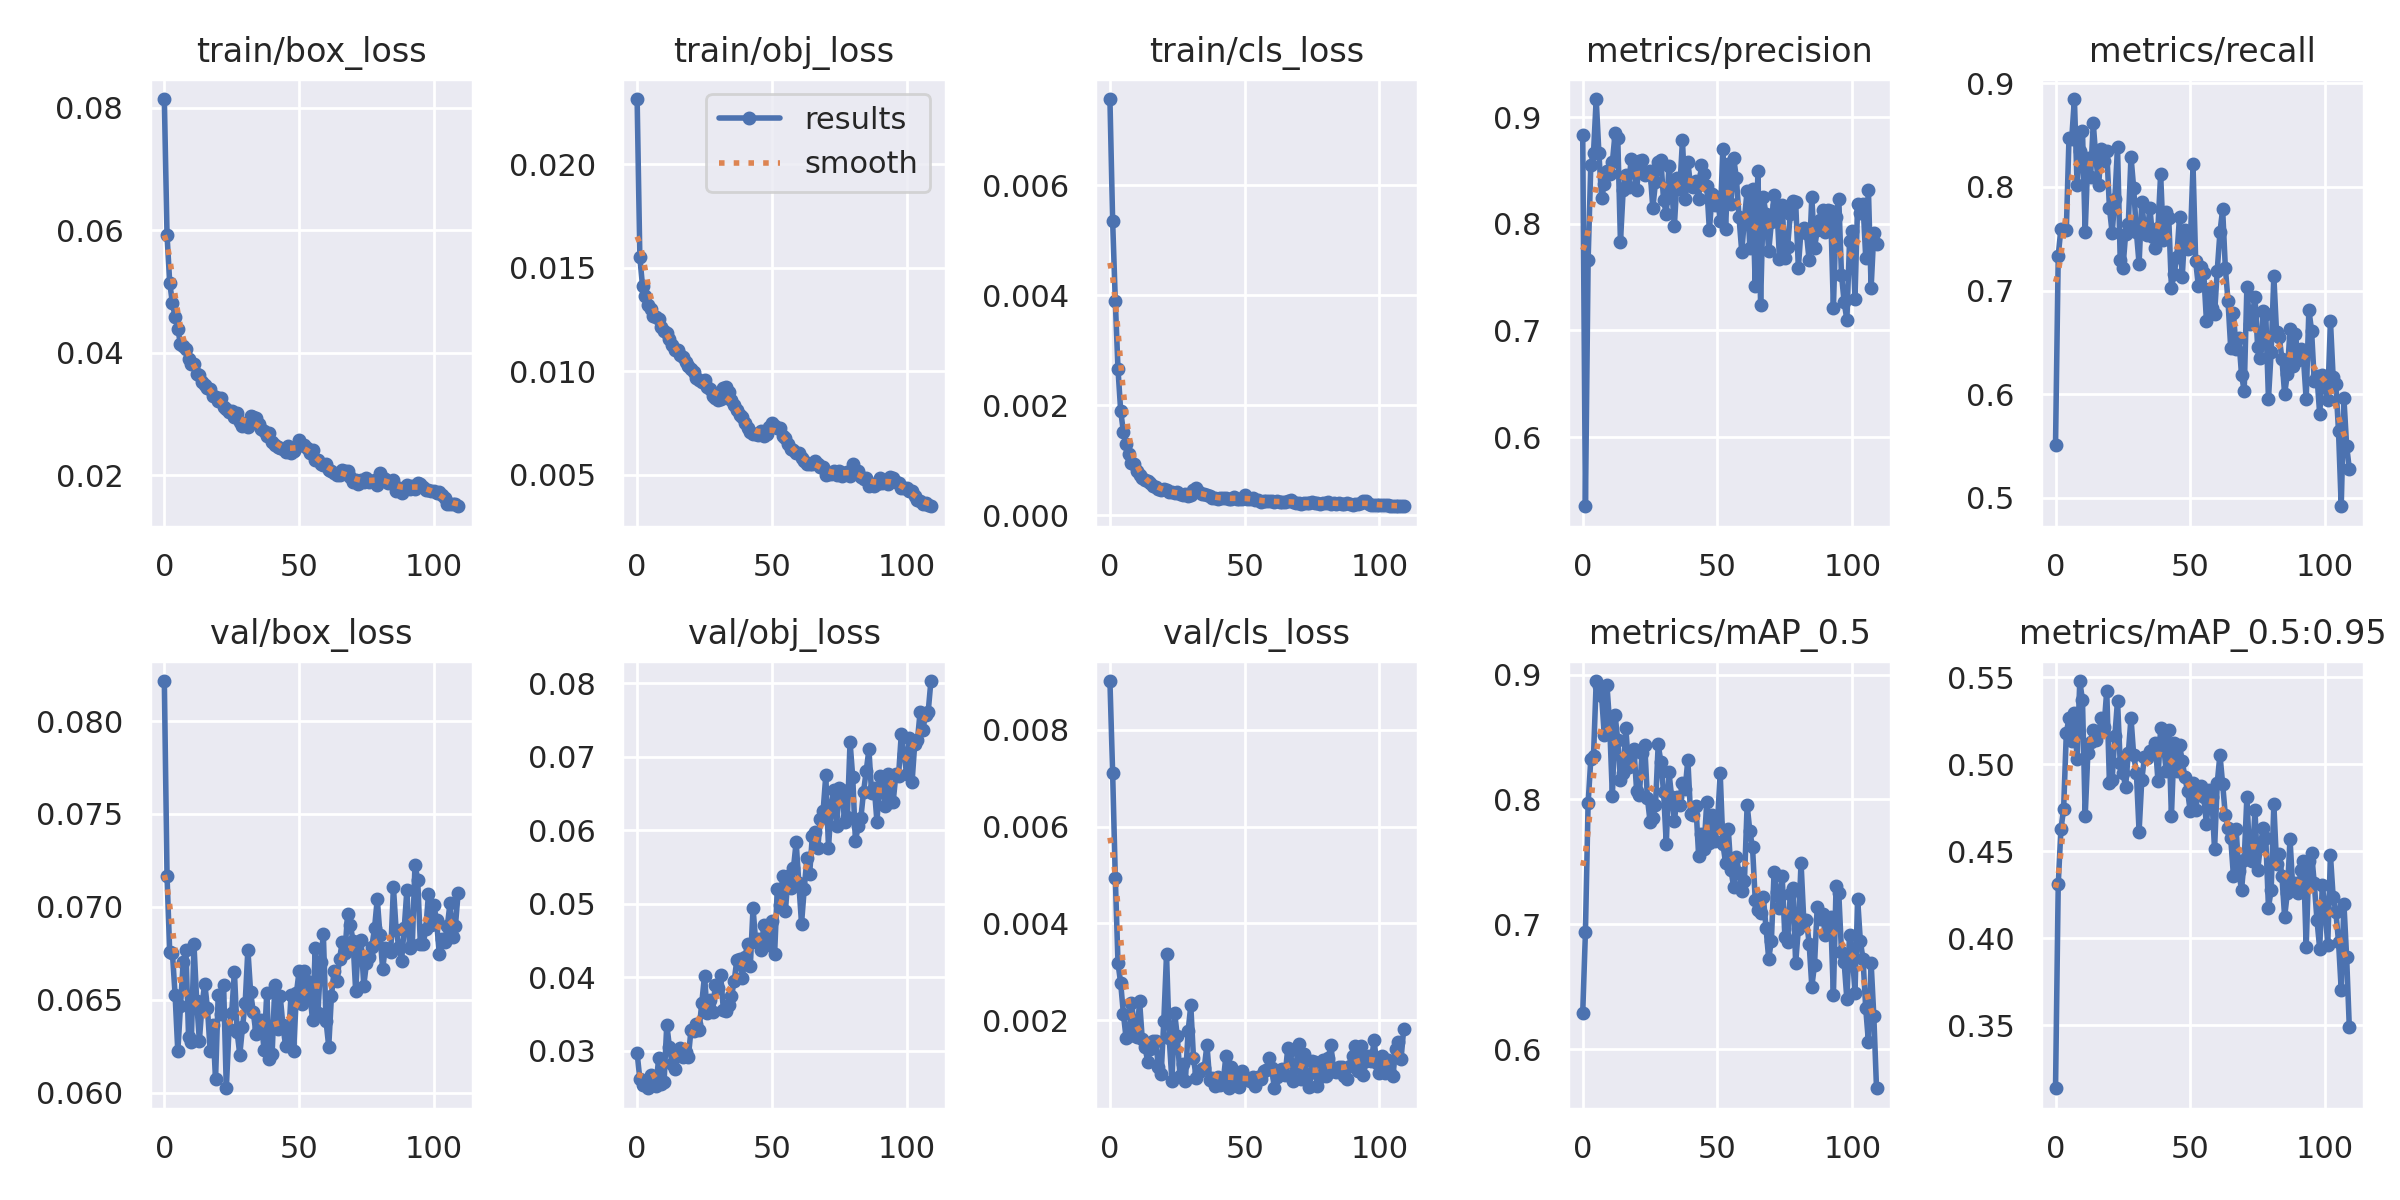 train/box_loss
0.08
0.06
0.04
0.02
0 50 100
train/obj_loss
results
smooth
0.020
0.015
0.010
0.005
0 50 100
train/cls_loss
0.006
0.004
0.002
0.000
0 50 100
metrics/precision
0.9
0.8
0.7
0.6
0 50 100
metrics/recall
0.9
0.8
0.7
0.6
0.5
0 50 100
val/box_loss
0.080
0.075
0.070
0.065
0.060
0 50 100
val/obj_loss
0.08
0.07
0.06
0.05
0.04
0.03
0 50 100
val/cls_loss
0.008
0.006
0.004
0.002
0 50 100
metrics/mAP_0.5
0.9
0.8
0.7
0.6
0 50 100
metrics/mAP_0.5:0.95
0.55
0.50
0.45
0.40
0.35
0 50 100